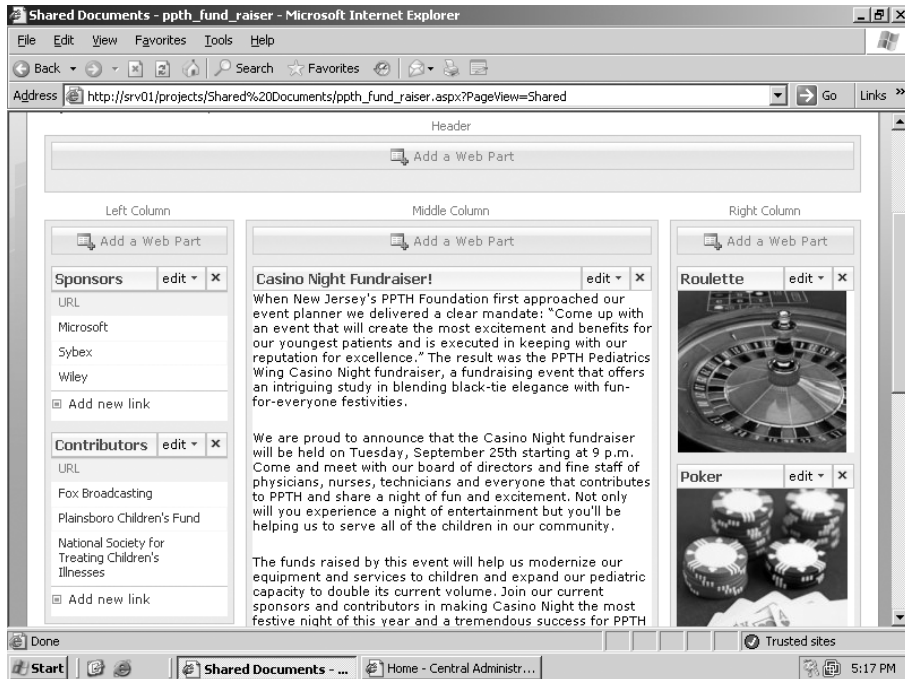 Shared Documents - ppth_fund_raiser - Microsoft Internet Explorer
File Edit View Favorites Tools Help
Back Search Favorites
Address http://srv01/projects/Shared%20Documents/ppth_fund_raiser.aspx?PageView=Shared Go Links »
Header
Add a Web Part
Left Column
Add a Web Part
Sponsors edit
URL
Microsoft
Sybex
Wiley
Add new link
Contributors edit
URL
Fox Broadcasting
Plainsboro Children's Fund
National Society for
Treating Children's
Illnesses
Add new link
Middle Column
Add a Web Part
Casino Night Fundraiser! edit
When New Jersey's PPTH Foundation first approached our
event planner we delivered a clear mandate: “Come up with
an event that will create the most excitement and benefits for
our youngest patients and is executed in keeping with our
reputation for excellence.” The result was the PPTH Pediatrics
Wing Casino Night fundraiser, a fundraising event that offers
an intriguing study in blending black-tie elegance with fun-
for-everyone festivities.
We are proud to announce that the Casino Night fundraiser
will be held on Tuesday, September 25th starting at 9 p.m.
Come and meet with our board of directors and fine staff of
physicians, nurses, technicians and everyone that contributes
to PPTH and share a night of fun and excitement. Not only
will you experience a night of entertainment but you'll be
helping us to serve all of the children in our community.
The funds raised by this event will help us modernize our
equipment and services to children and expand our pediatric
capacity to double its current volume. Join our current
sponsors and contributors in making Casino Night the most
festive night of this year and a tremendous success for PPTH
Right Column
Add a Web Part
Roulette edit
Poker edit
Done Trusted sites
Start Shared Documents - ... Home - Central Administr... 5:17 PM